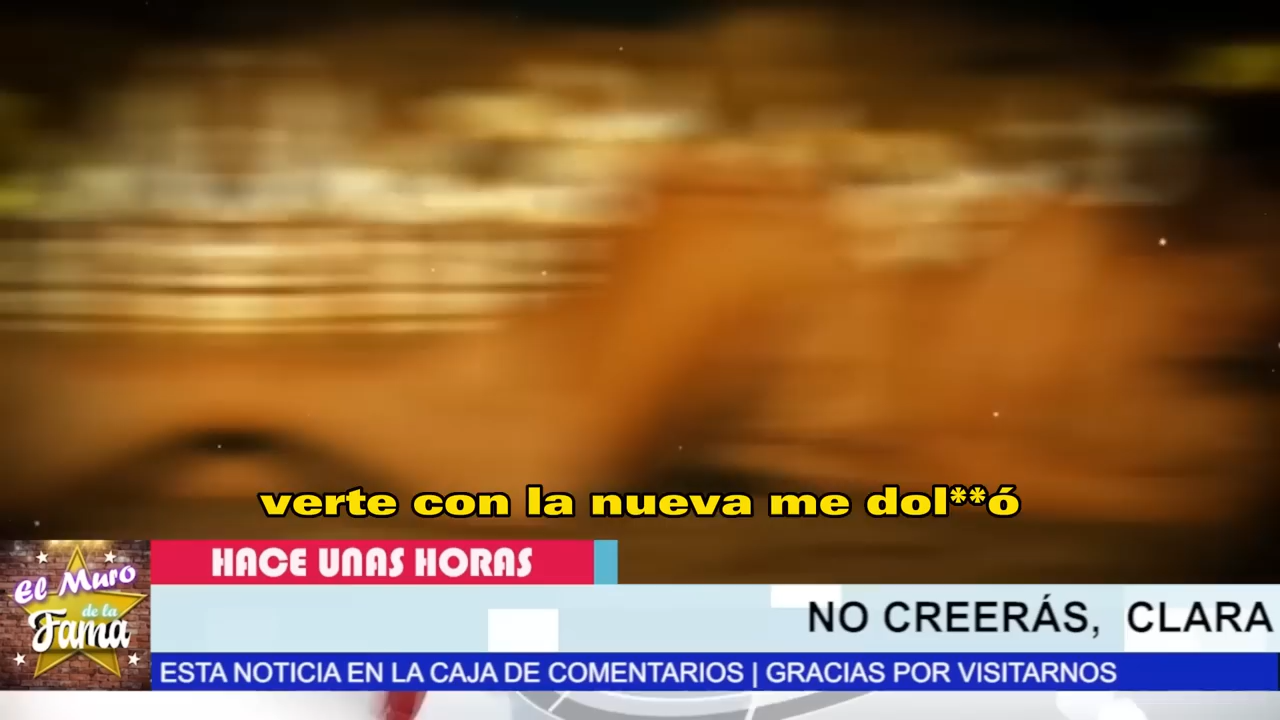 verte con la nueva me dol**ó
HACE UNAS HORAS
El Muro
de la
Fama
NO CREERÁS, CLARA
ESTA NOTICIA EN LA CAJA DE COMENTARIOS | GRACIAS POR VISITARNOS